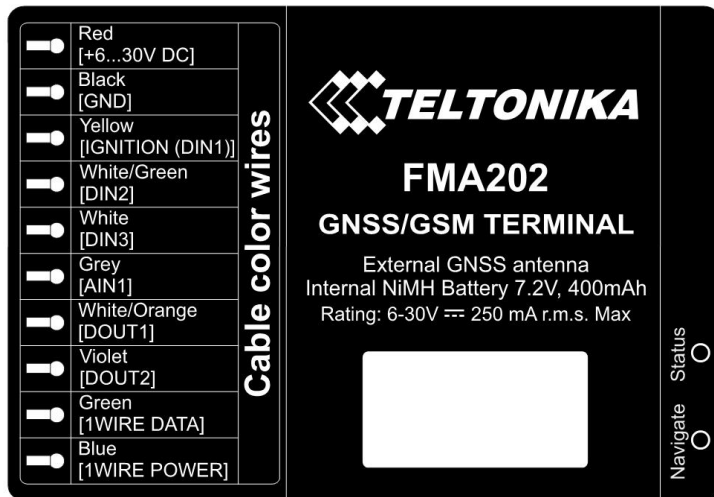 Red
[+6...30V DC]
Black
[GND]
Yellow
[IGNITION (DIN1)]
White/Green
[DIN2]
White
[DIN3]
Grey
[AIN1]
White/Orange
[DOUT1]
Violet
[DOUT2]
Green
[1WIRE DATA]
Blue
[1WIRE POWER]
Cable color wires
TELTONIKA
FMA202
GNSS/GSM TERMINAL
External GNSS antenna
Internal NiMH Battery 7.2V, 400mAh
Rating: 6-30V ⎓ 250 mA r.m.s. Max
Status
Navigate